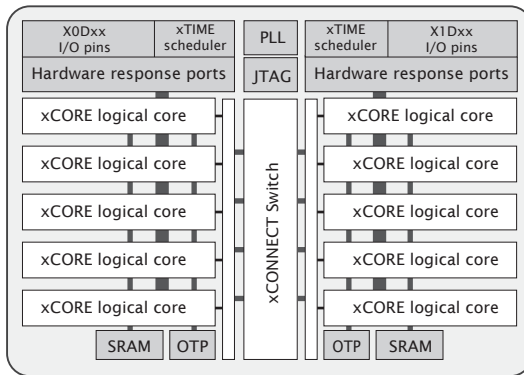 X0Dxx
I/O pins
xTIME
scheduler
PLL
xTIME
scheduler
X1Dxx
I/O pins
Hardware response ports
JTAG
Hardware response ports
xCORE logical core
xCORE logical core
xCORE logical core
xCORE logical core
xCORE logical core
xCONNECT Switch
xCORE logical core
xCORE logical core
xCORE logical core
xCORE logical core
xCORE logical core
SRAM
OTP
OTP
SRAM